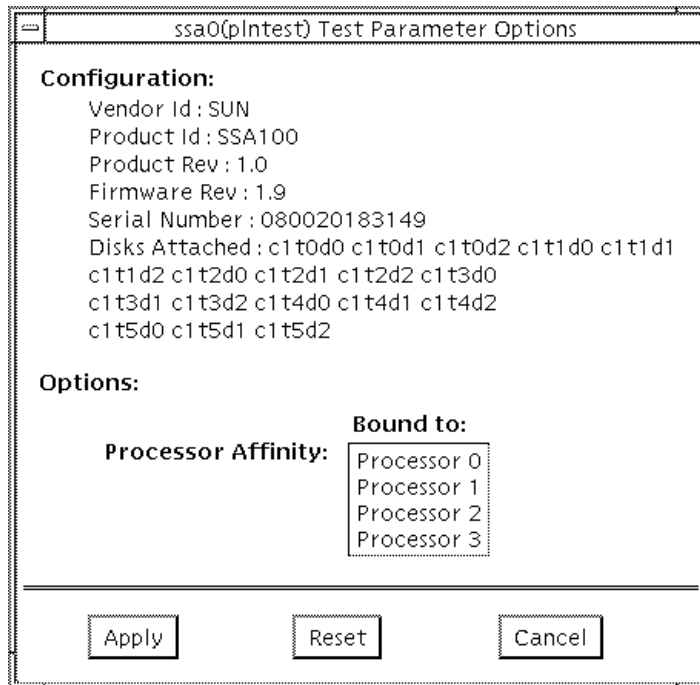 ssa0(plntest) Test Parameter Options
Configuration:
Vendor Id : SUN
Product Id : SSA100
Product Rev : 1.0
Firmware Rev : 1.9
Serial Number : 080020183149
Disks Attached : c1t0d0 c1t0d1 c1t0d2 c1t1d0 c1t1d1
c1t1d2 c1t2d0 c1t2d1 c1t2d2 c1t3d0
c1t3d1 c1t3d2 c1t4d0 c1t4d1 c1t4d2
c1t5d0 c1t5d1 c1t5d2
Options:
Bound to:
Processor Affinity:
Processor 0
Processor 1
Processor 2
Processor 3
Apply Reset Cancel